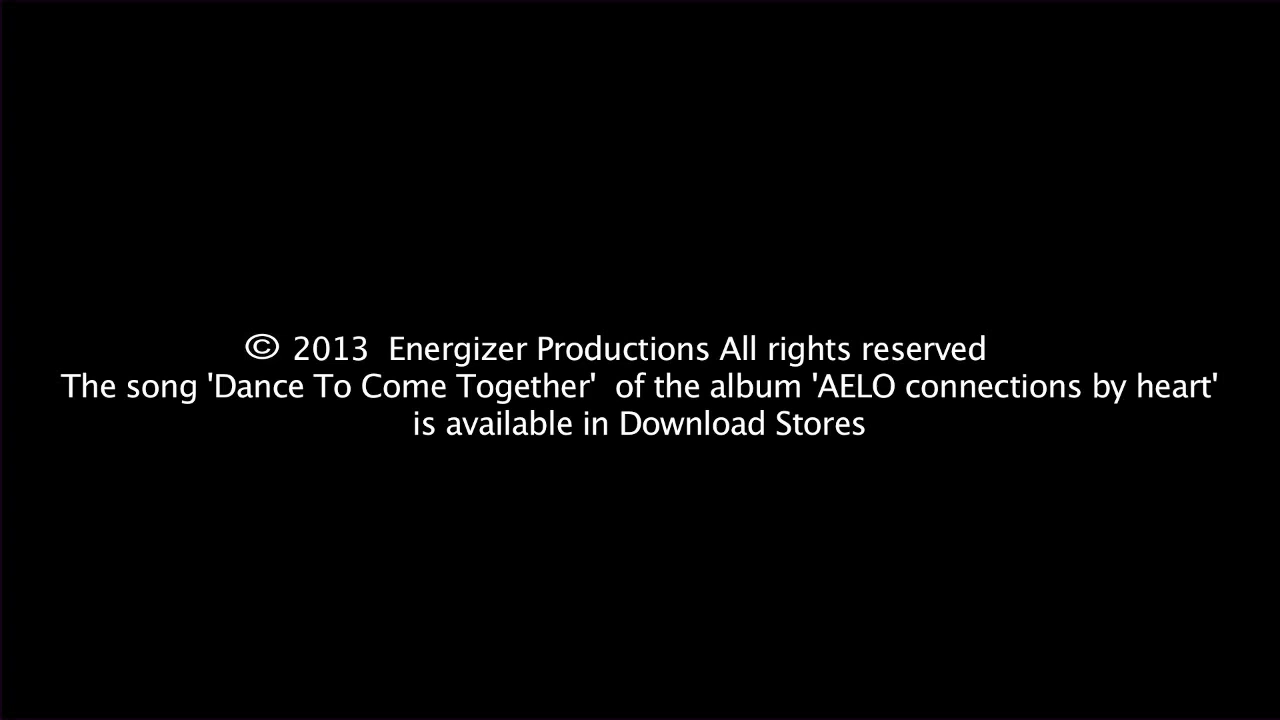 © 2013  Energizer Productions All rights reserved
The song 'Dance To Come Together'  of the album 'AELO connections by heart'
is available in Download Stores